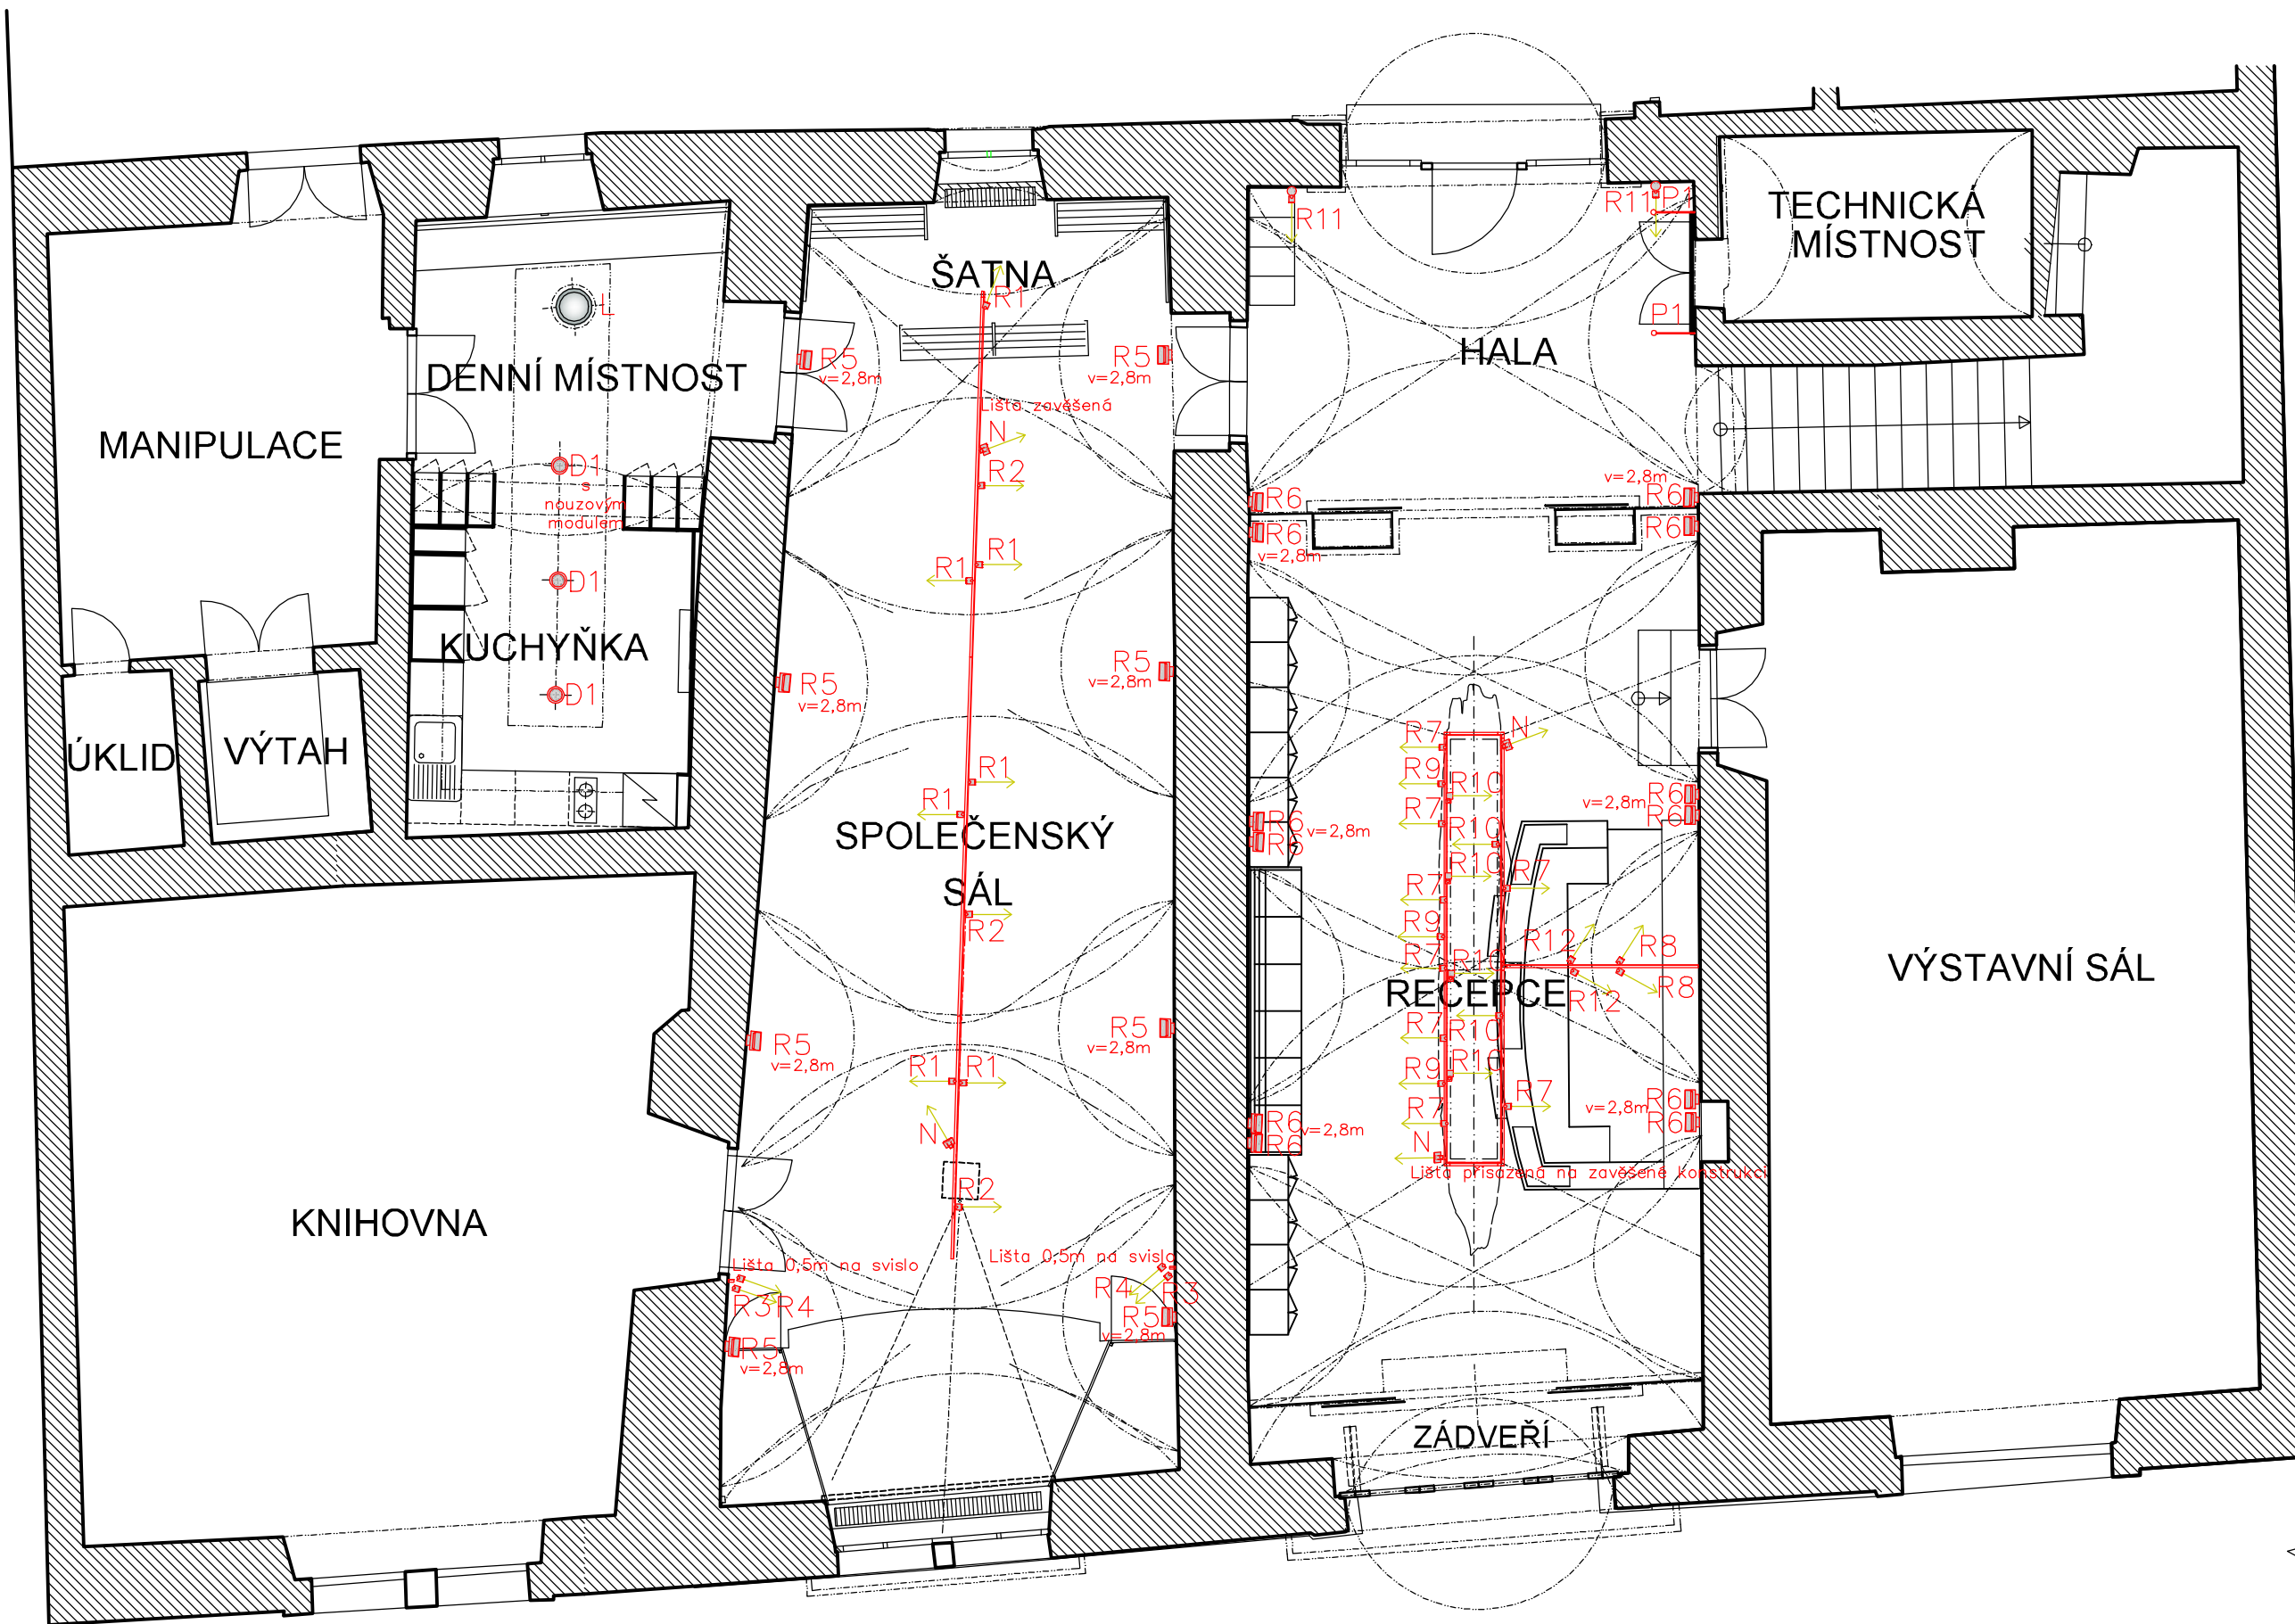 TECHNICKÁ
MÍSTNOST
R11
R11
P1
P1
HALA
ŠATNA
R1
L
DENNÍ MÍSTNOST
R5
v=2,8m
R5
v=2,8m
Lišta zavěšená
MANIPULACE
N
R2
D1
s
nouzovým
modulem
v=2,8m
R6
R6
R6
R6
v=2,8m
R1
R1
D1
KUCHYŇKA
R5
v=2,8m
R5
v=2,8m
D1
ÚKLID
VÝTAH
R7
N
R9
R10
R7
R10
R1
R1
SPOLEČENSKÝ
SÁL
R6
v=2,8m
R6
v=2,8m
R6
R6
R10
R7
R7
R2
R9
R12
R8
R7
R10
RECEPCE
R12
R8
VÝSTAVNÍ SÁL
R5
v=2,8m
R5
v=2,8m
R7
R10
R1
R1
R10
R9
R7
R7
v=2,8m
R6
R6
R6
v=2,8m
R6
N
N
Lišta přisazená na zavěšené konstrukci
R2
KNIHOVNA
Lišta 0,5m na svislo
Lišta 0,5m na svislo
R3
R4
R4
R3
R5
v=2,8m
R5
v=2,8m
ZÁDVEŘÍ